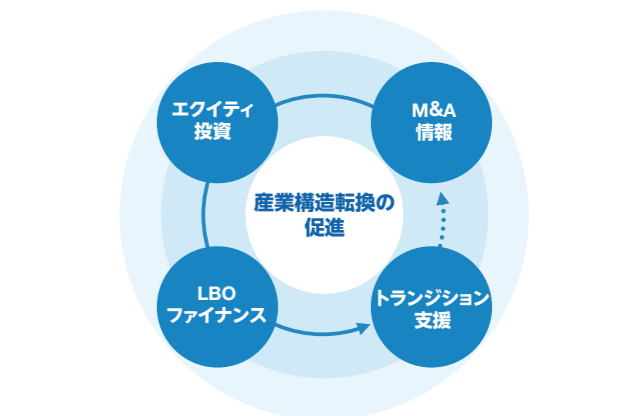 エクイティ
投資
M&A
情報
産業構造転換の
促進
LBO
ファイナンス
トランジション
支援